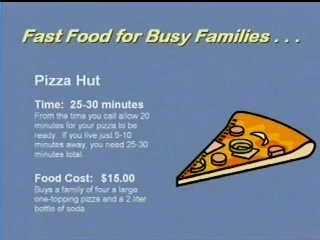 Fast Food for Busy Families . . .
Pizza Hut
Time: 25-30 minutes
From the time you call allow 20
minutes for your pizza to be
ready. If you live just 5-10
minutes away, you need 25-30
minutes total.
Food Cost: $15.00
Buys a family of four a large
one-topping pizza and a 2 liter
bottle of soda